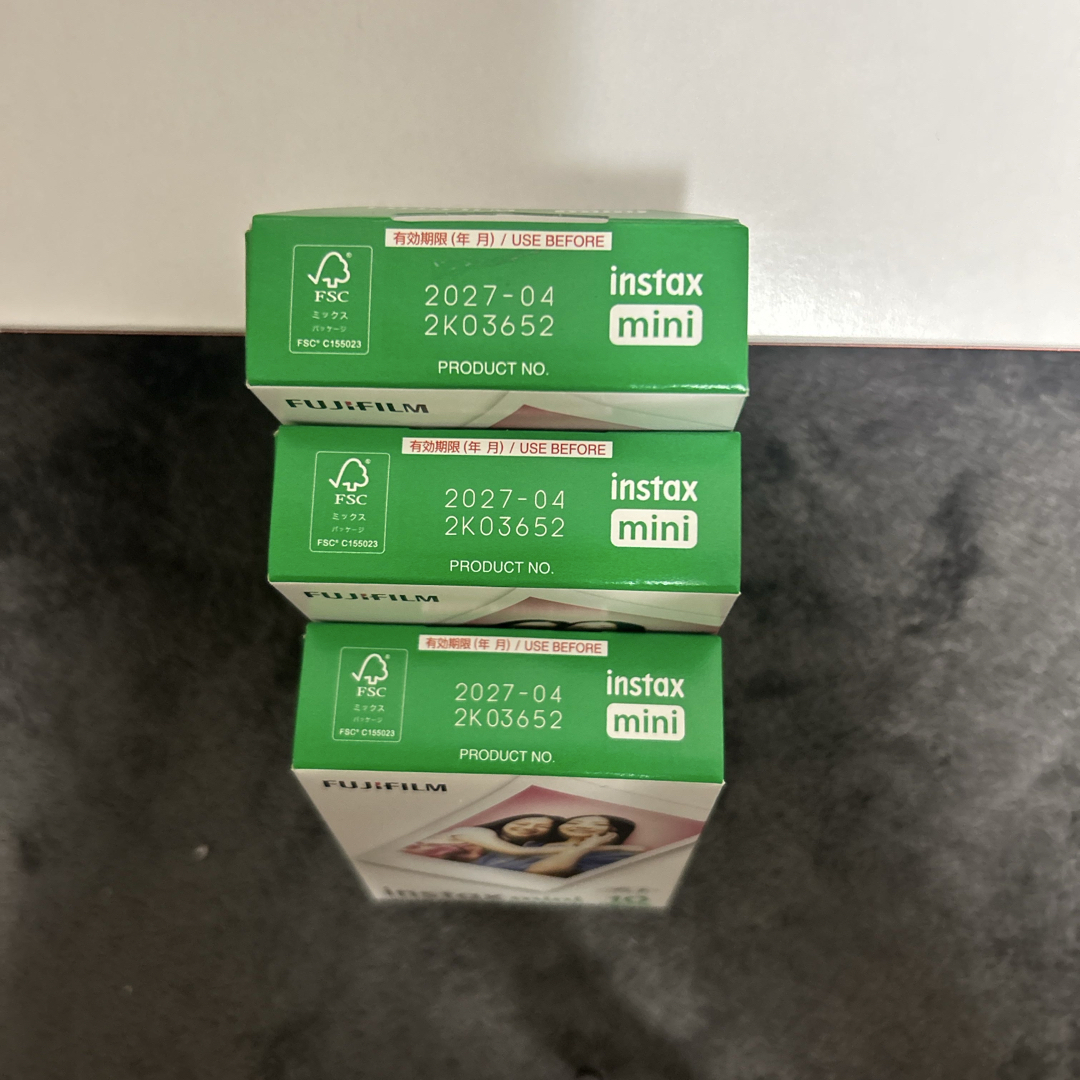 有効期限(年 月) / USE BEFORE
FSC
ミックス
パッケージ
FSC® C155023
2027-04
2K03652
PRODUCT NO.
instax
mini
FUJIFILM
有効期限(年 月) / USE BEFORE
FSC
ミックス
パッケージ
FSC® C155023
2027-04
2K03652
PRODUCT NO.
instax
mini
FUJIFILM
有効期限(年 月) / USE BEFORE
FSC
ミックス
パッケージ
FSC® C155023
2027-04
2K03652
PRODUCT NO.
instax
mini
FUJIFILM
instax mini 10